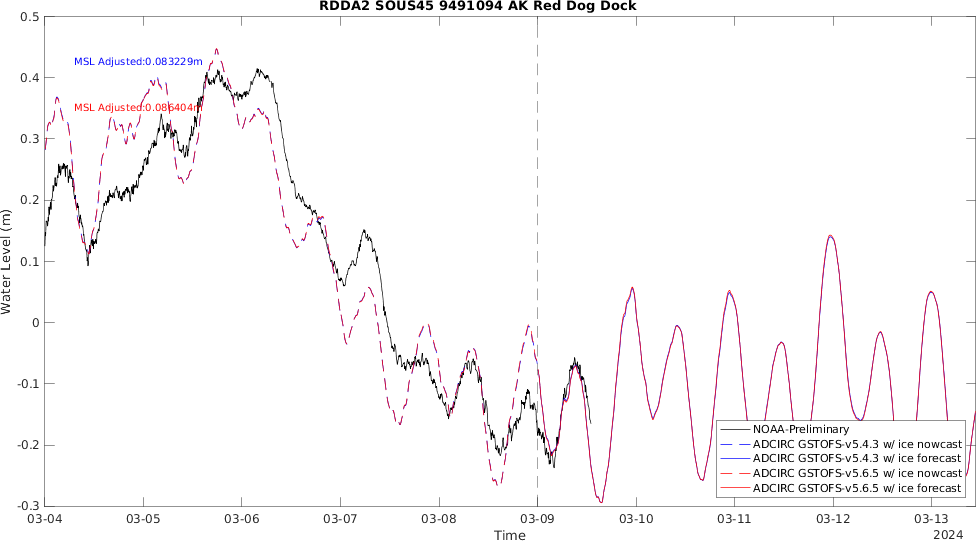 RDDA2 SOUS45 9491094 AK Red Dog Dock
0.5
MSL Adjusted:0.083229m
0.4
MSL Adjusted:0.086404m
0.3
0.2
0.1
Water Level (m)
0
-0.1
-0.2
-0.3
NOAA-Preliminary
ADCIRC GSTOFS-v5.4.3 w/ ice nowcast
ADCIRC GSTOFS-v5.4.3 w/ ice forecast
ADCIRC GSTOFS-v5.6.5 w/ ice nowcast
ADCIRC GSTOFS-v5.6.5 w/ ice forecast
03-04 03-05 03-06 03-07 03-08 03-09 03-10 03-11 03-12 03-13
Time
2024